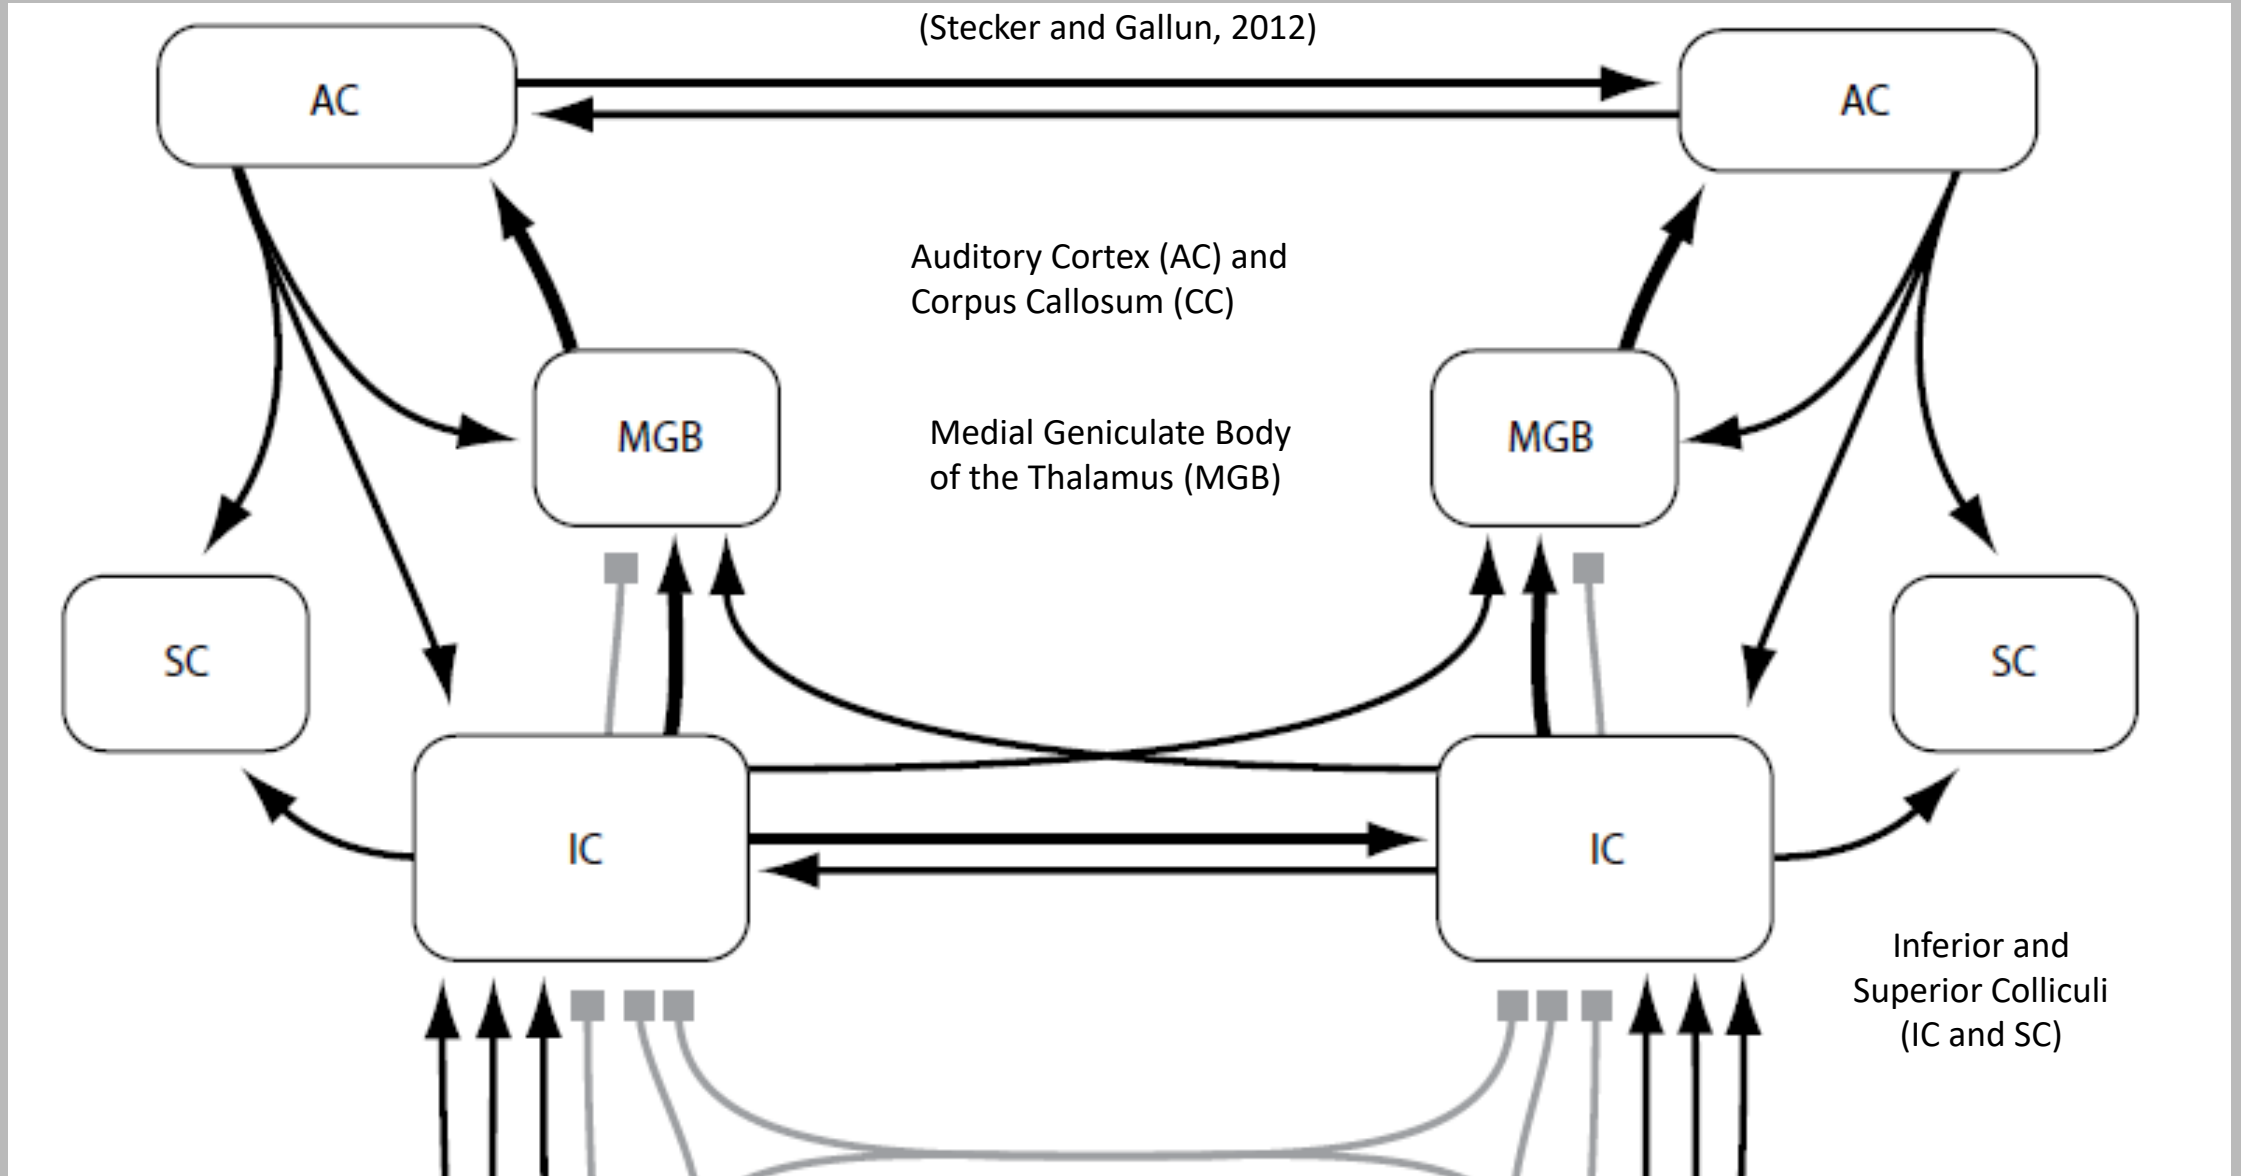 (Stecker and Gallun, 2012)
AC
AC
Auditory Cortex (AC) and
Corpus Callosum (CC)
MGB
Medial Geniculate Body
of the Thalamus (MGB)
MGB
SC
SC
IC
IC
Inferior and
Superior Colliculi
(IC and SC)